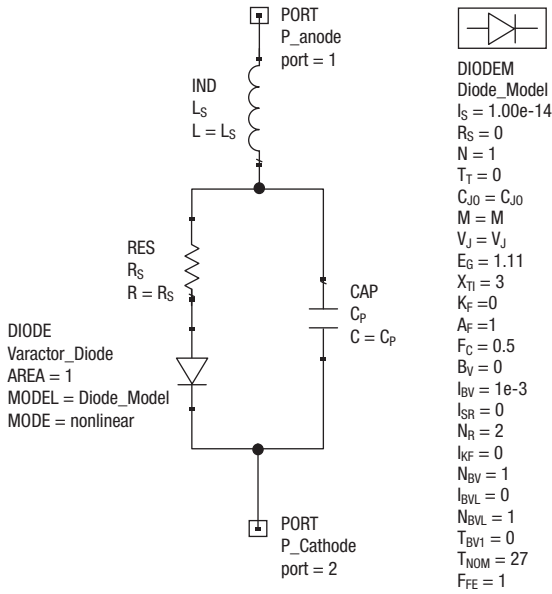 PORT
P_anode
port = 1
IND
LS
L = LS
RES
RS
R = RS
CAP
CP
C = CP
DIODE
Varactor_Diode
AREA = 1
MODEL = Diode_Model
MODE = nonlinear
PORT
P_Cathode
port = 2
DIODEM
Diode_Model
IS = 1.00e-14
RS = 0
N = 1
TT = 0
CJO = CJO
M = M
VJ = VJ
EG = 1.11
XTI = 3
KF =0
AF =1
FC = 0.5
BV = 0
IBV = 1e-3
ISR = 0
NR = 2
IKF = 0
NBV = 1
IBVL = 0
NBVL = 1
TBV1 = 0
TNOM = 27
FFE = 1